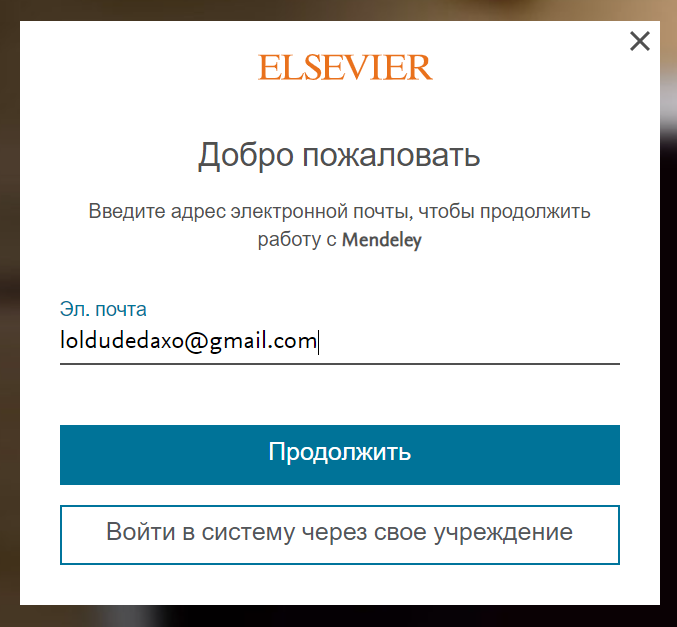 ELSEVIER
Добро пожаловать
Введите адрес электронной почты, чтобы продолжить
работу с Mendeley
Эл. почта
loldudedaxo@gmail.com
Продолжить
Войти в систему через свое учреждение